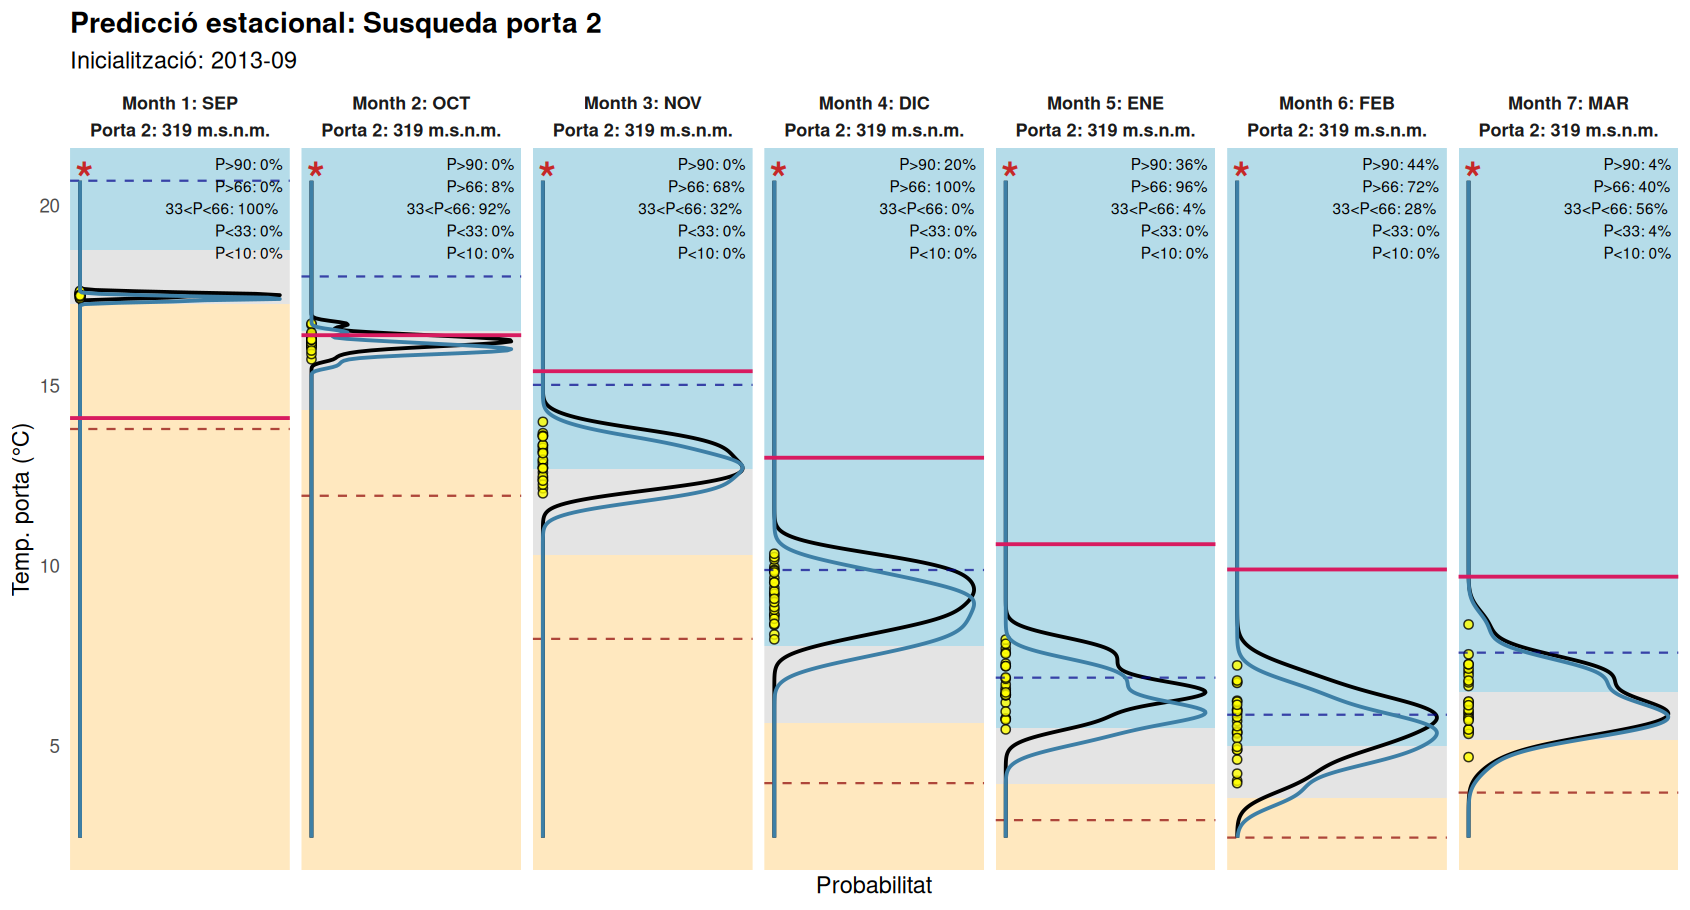 Predicció estacional: Susqueda porta 2
Inicialització: 2013-09
Month 1: SEP
Porta 2: 319 m.s.n.m.
Month 2: OCT
Porta 2: 319 m.s.n.m.
Month 3: NOV
Porta 2: 319 m.s.n.m.
Month 4: DIC
Porta 2: 319 m.s.n.m.
Month 5: ENE
Porta 2: 319 m.s.n.m.
Month 6: FEB
Porta 2: 319 m.s.n.m.
Month 7: MAR
Porta 2: 319 m.s.n.m.
*
P>90: 0%
P>66: 0%
33<P<66: 100%
P<33: 0%
P<10: 0%
*
P>90: 0%
P>66: 8%
33<P<66: 92%
P<33: 0%
P<10: 0%
*
P>90: 0%
P>66: 68%
33<P<66: 32%
P<33: 0%
P<10: 0%
*
P>90: 20%
P>66: 100%
33<P<66: 0%
P<33: 0%
P<10: 0%
*
P>90: 36%
P>66: 96%
33<P<66: 4%
P<33: 0%
P<10: 0%
*
P>90: 44%
P>66: 72%
33<P<66: 28%
P<33: 0%
P<10: 0%
*
P>90: 4%
P>66: 40%
33<P<66: 56%
P<33: 4%
P<10: 0%
20
15
10
5
Temp. porta (°C)
Probabilitat